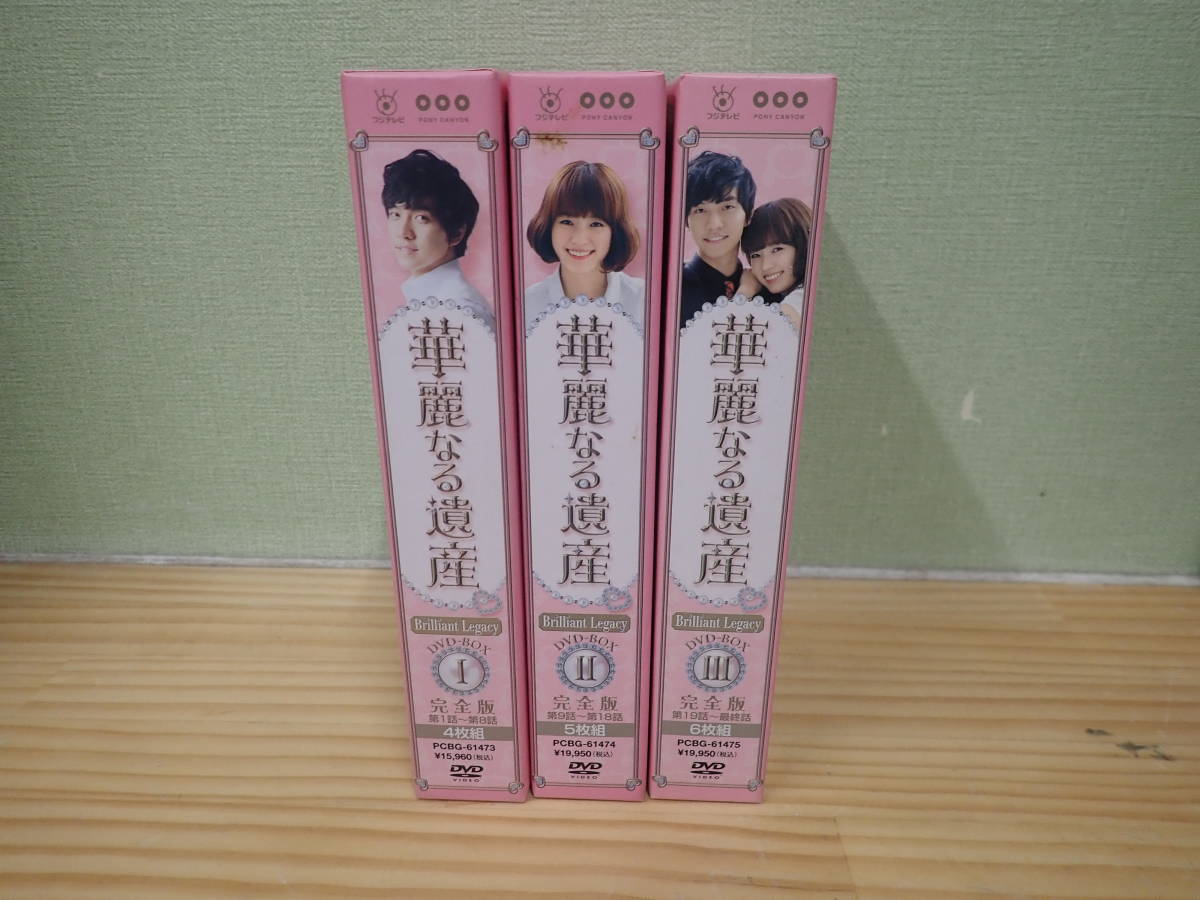 フジテレビ
PONY CANYON
華麗なる遺産
Brilliant Legacy
DVD-BOX
I
完全版
第1話～第8話
4枚組
PCBG-61473
¥15,960(税込)
DVD
VIDEO
フジテレビ
PONY CANYON
華麗なる遺産
Brilliant Legacy
DVD-BOX
II
完全版
第9話～第18話
5枚組
PCBG-61474
¥19,950(税込)
DVD
VIDEO
フジテレビ
PONY CANYON
華麗なる遺産
Brilliant Legacy
DVD-BOX
III
完全版
第19話～最終話
6枚組
PCBG-61475
¥19,950(税込)
DVD
VIDEO